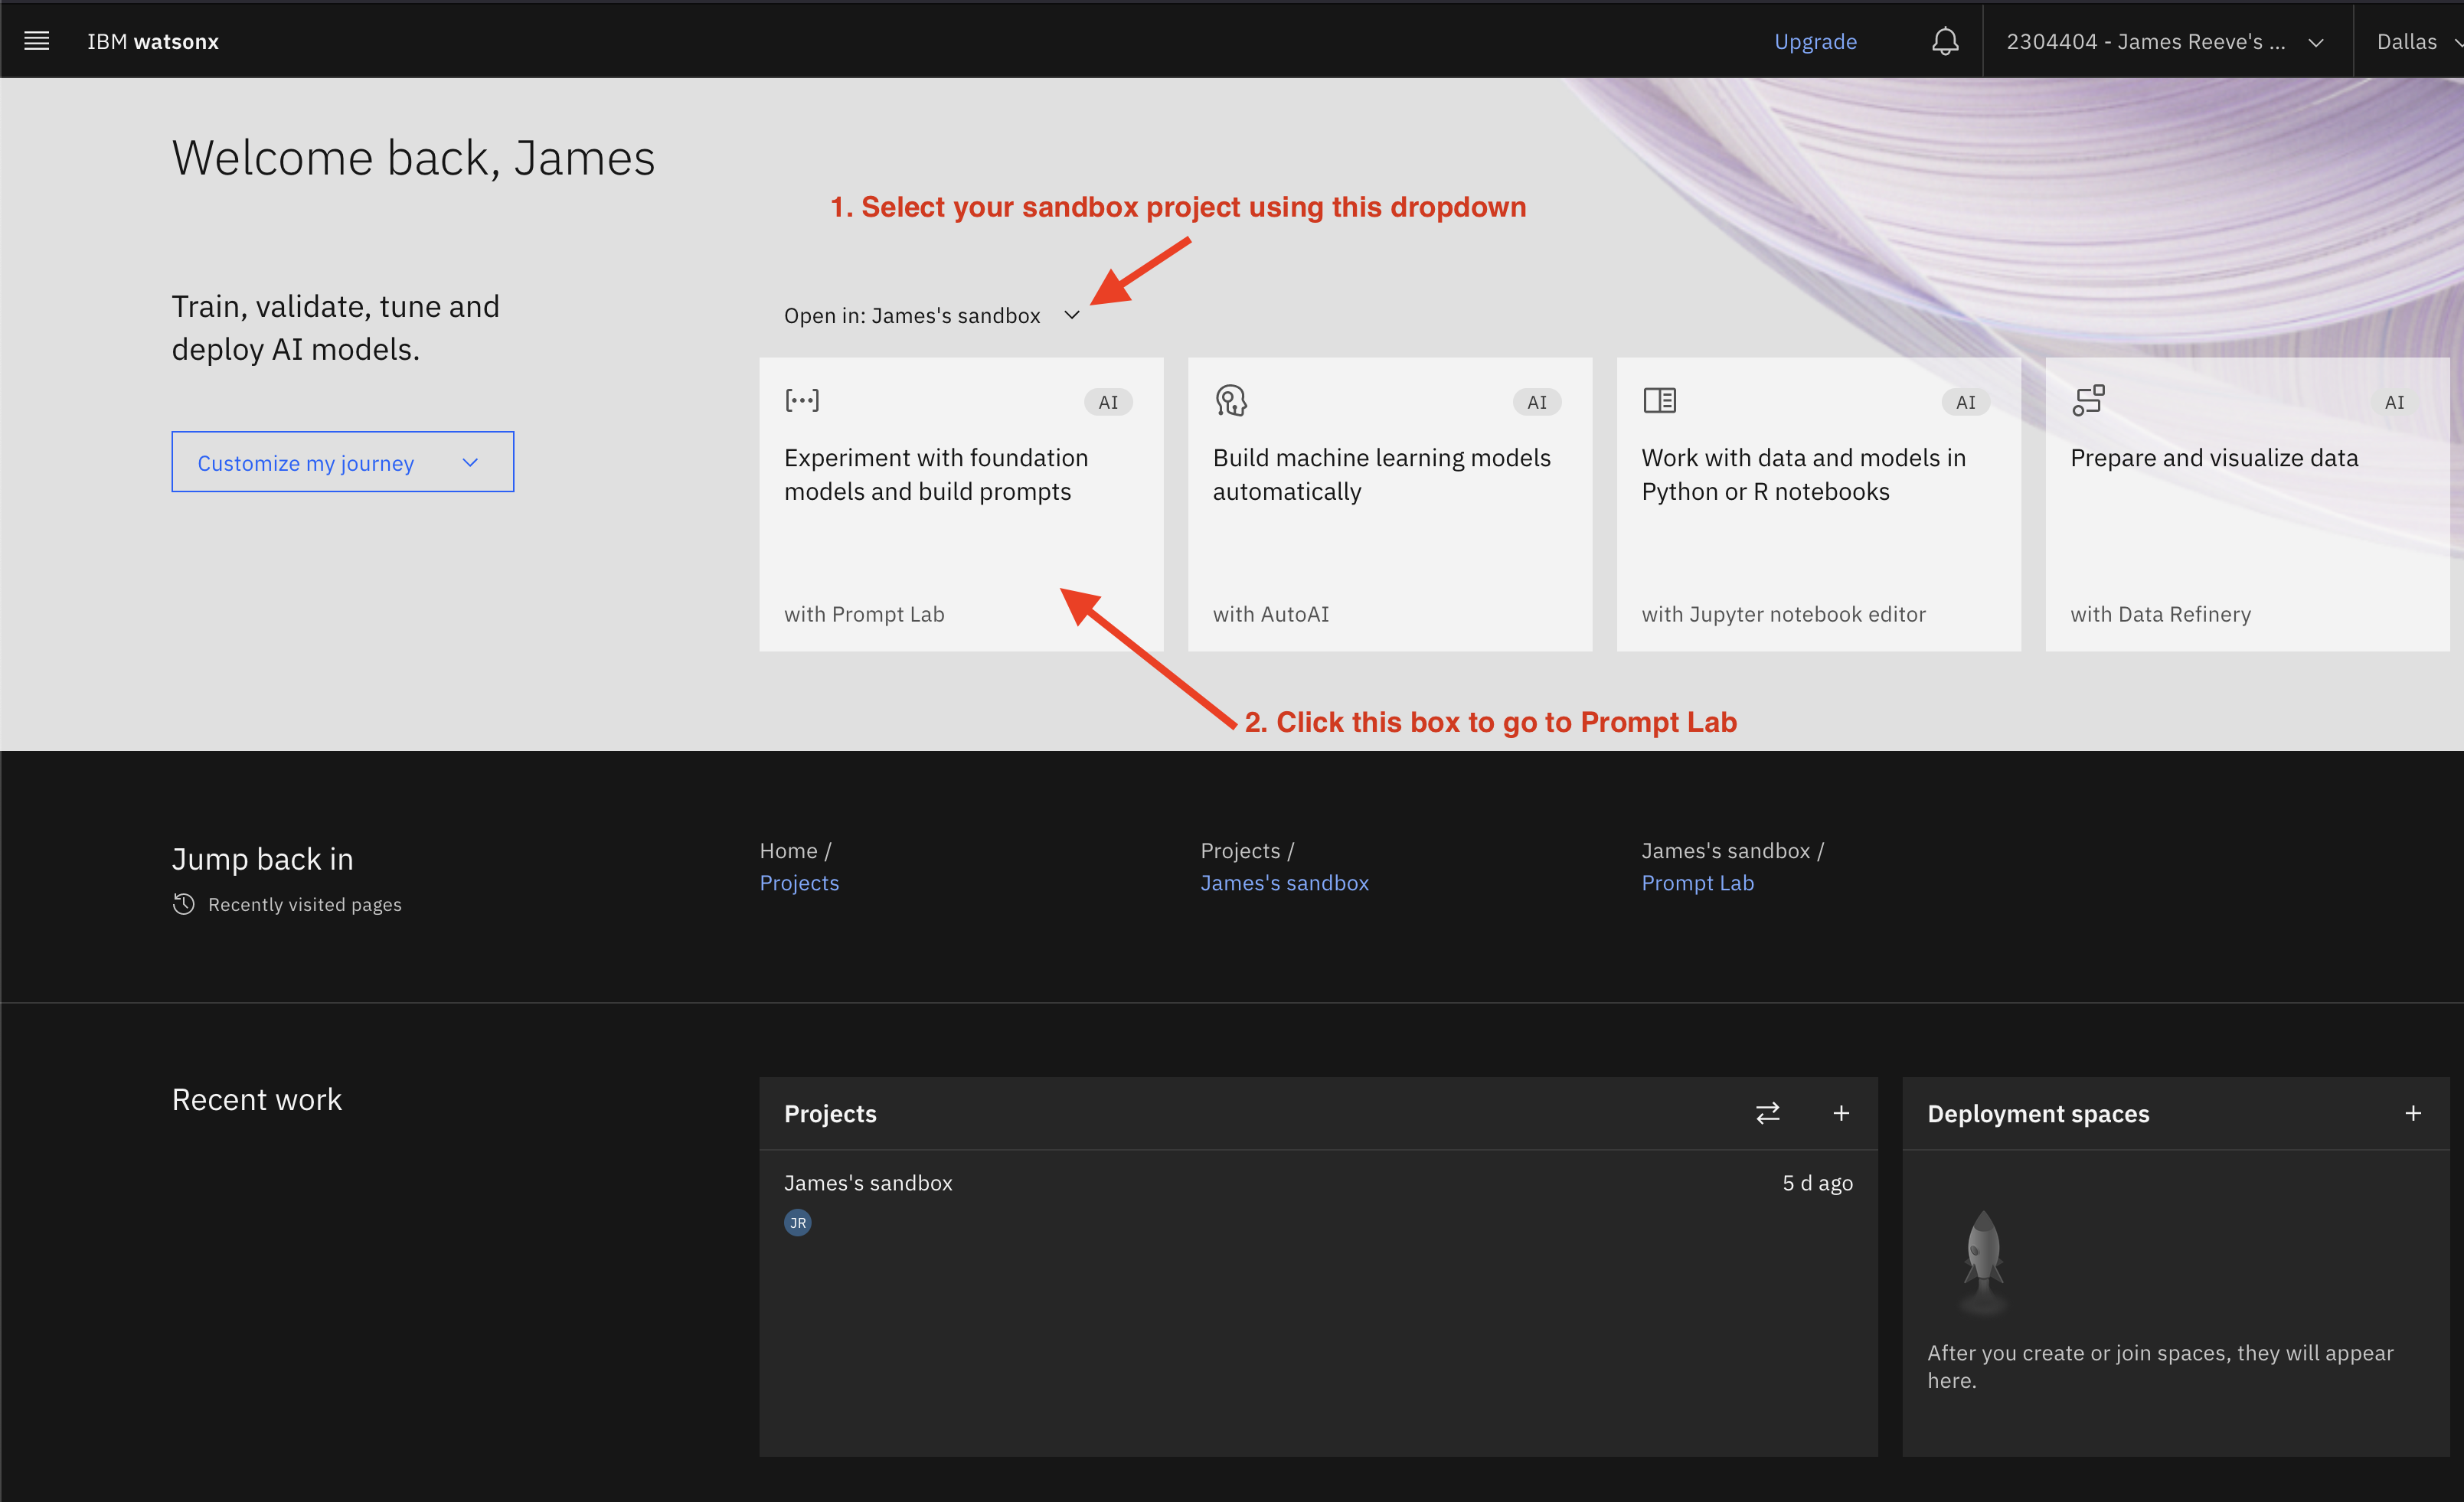 IBM watsonx
Upgrade
2304404 - James Reeve's ...
Dallas
Welcome back, James
1. Select your sandbox project using this dropdown
Train, validate, tune and
deploy AI models.
Customize my journey
Open in: James's sandbox
AI
Experiment with foundation
models and build prompts
with Prompt Lab
AI
Build machine learning models
automatically
with AutoAI
AI
Work with data and models in
Python or R notebooks
with Jupyter notebook editor
AI
Prepare and visualize data
with Data Refinery
2. Click this box to go to Prompt Lab
Jump back in
Recently visited pages
Home /
Projects
Projects /
James's sandbox
James's sandbox /
Prompt Lab
Recent work
Projects
James's sandbox
5 d ago
JR
Deployment spaces
After you create or join spaces, they will appear
here.